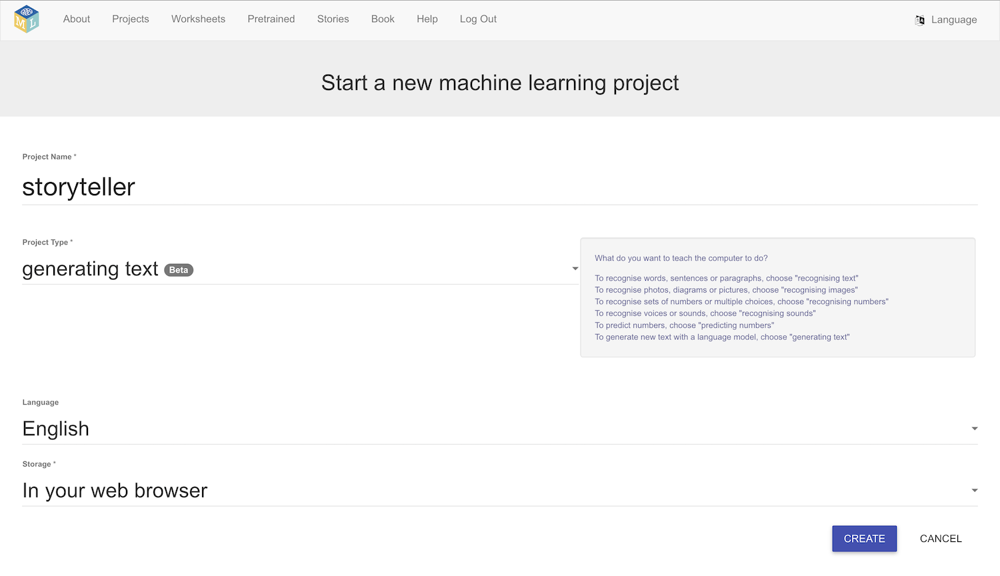 M L About Projects Worksheets Pretrained Stories Book Help Log Out Language
Start a new machine learning project
Project Name *
storyteller
Project Type *
generating text Beta
What do you want to teach the computer to do?
To recognise words, sentences or paragraphs, choose "recognising text"
To recognise photos, diagrams or pictures, choose "recognising images"
To recognise sets of numbers or multiple choices, choose "recognising numbers"
To recognise voices or sounds, choose "recognising sounds"
To predict numbers, choose "predicting numbers"
To generate new text with a language model, choose "generating text"
Language
English
Storage *
In your web browser
CREATE CANCEL